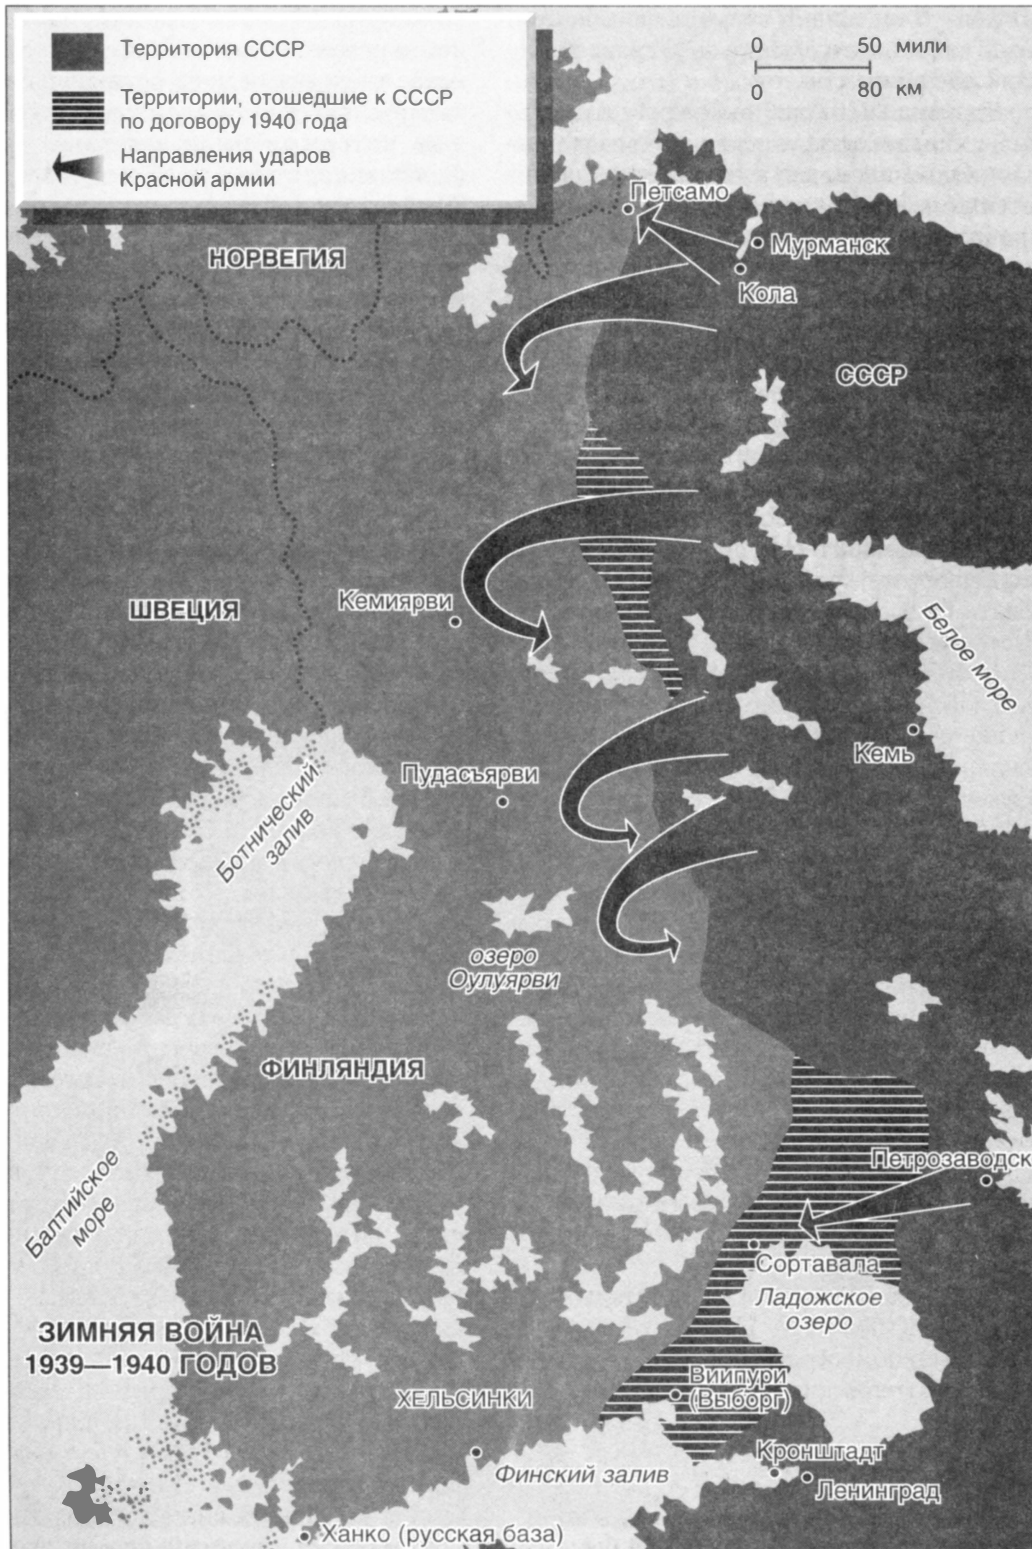 Территория СССР
Территории, отошедшие к СССР
по договору 1940 года
Направления ударов
Красной армии
0 50 мили
0 80 км
Петсамо
Мурманск
НОРВЕГИЯ
Кола
СССР
Кемиярви
ШВЕЦИЯ
Белое море
Кемь
Пудасъярви
Ботнический
залив
озеро
Оулуярви
ФИНЛЯНДИЯ
Петрозаводск
Балтийское
море
Сортавала
Ладожское
озеро
ЗИМНЯЯ ВОЙНА
1939—1940 ГОДОВ
Виипури
(Выборг)
ХЕЛЬСИНКИ
Кронштадт
Финский залив
Ленинград
Ханко (русская база)